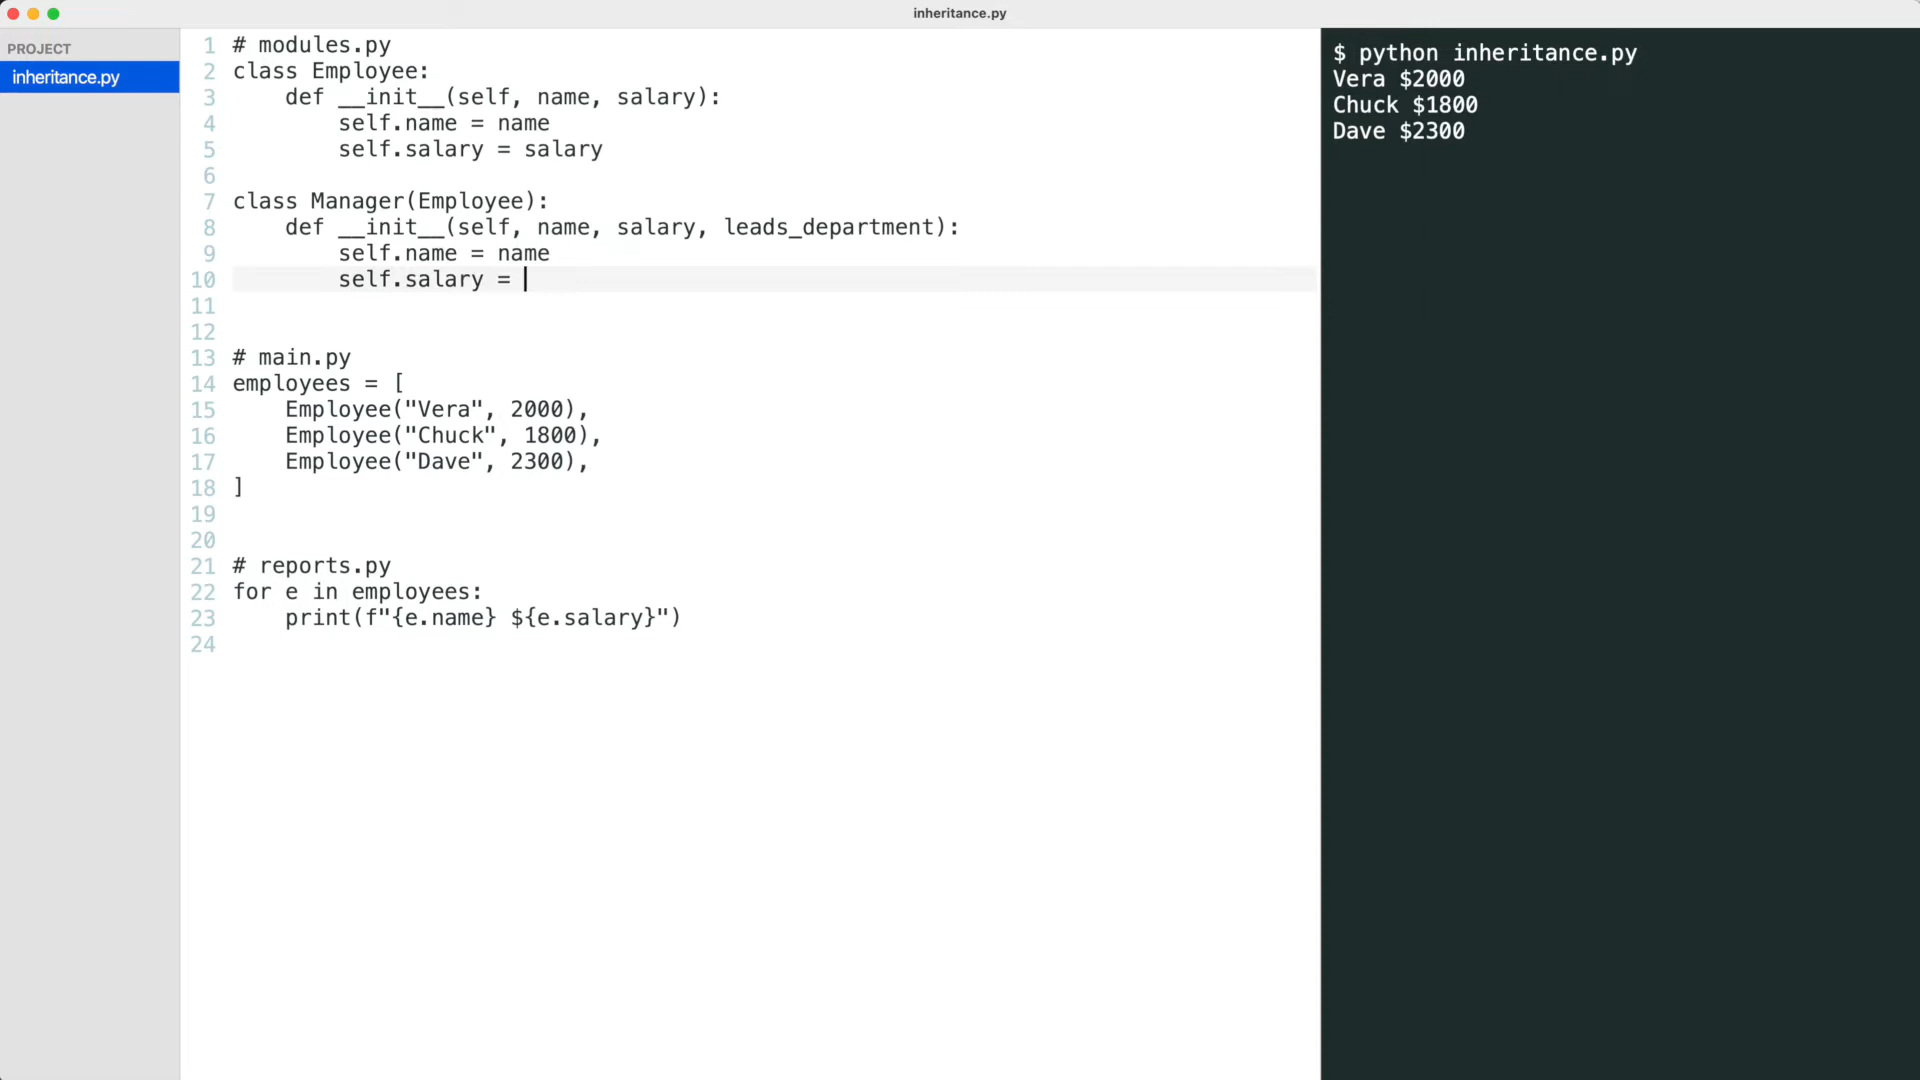 inheritance.py
PROJECT
inheritance.py
1 # modules.py
2 class Employee:
3     def __init__(self, name, salary):
4         self.name = name
5         self.salary = salary
6
7 class Manager(Employee):
8     def __init__(self, name, salary, leads_department):
9         self.name = name
10         self.salary =
11
12
13 # main.py
14 employees = [
15     Employee("Vera", 2000),
16     Employee("Chuck", 1800),
17     Employee("Dave", 2300),
18 ]
19
20
21 # reports.py
22 for e in employees:
23     print(f"{e.name} ${e.salary}")
24
$ python inheritance.py
Vera $2000
Chuck $1800
Dave $2300